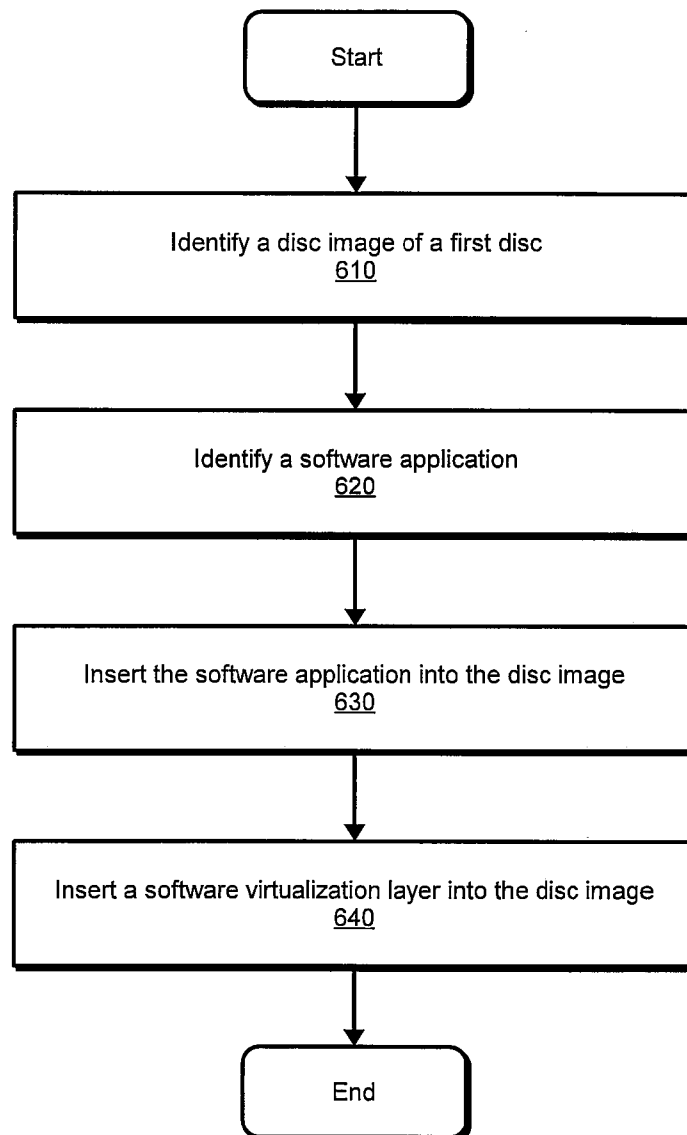 Start
Identify a disc image of a first disc
610
Identify a software application
620
Insert the software application into the disc image
630
Insert a software virtualization layer into the disc image
640
End